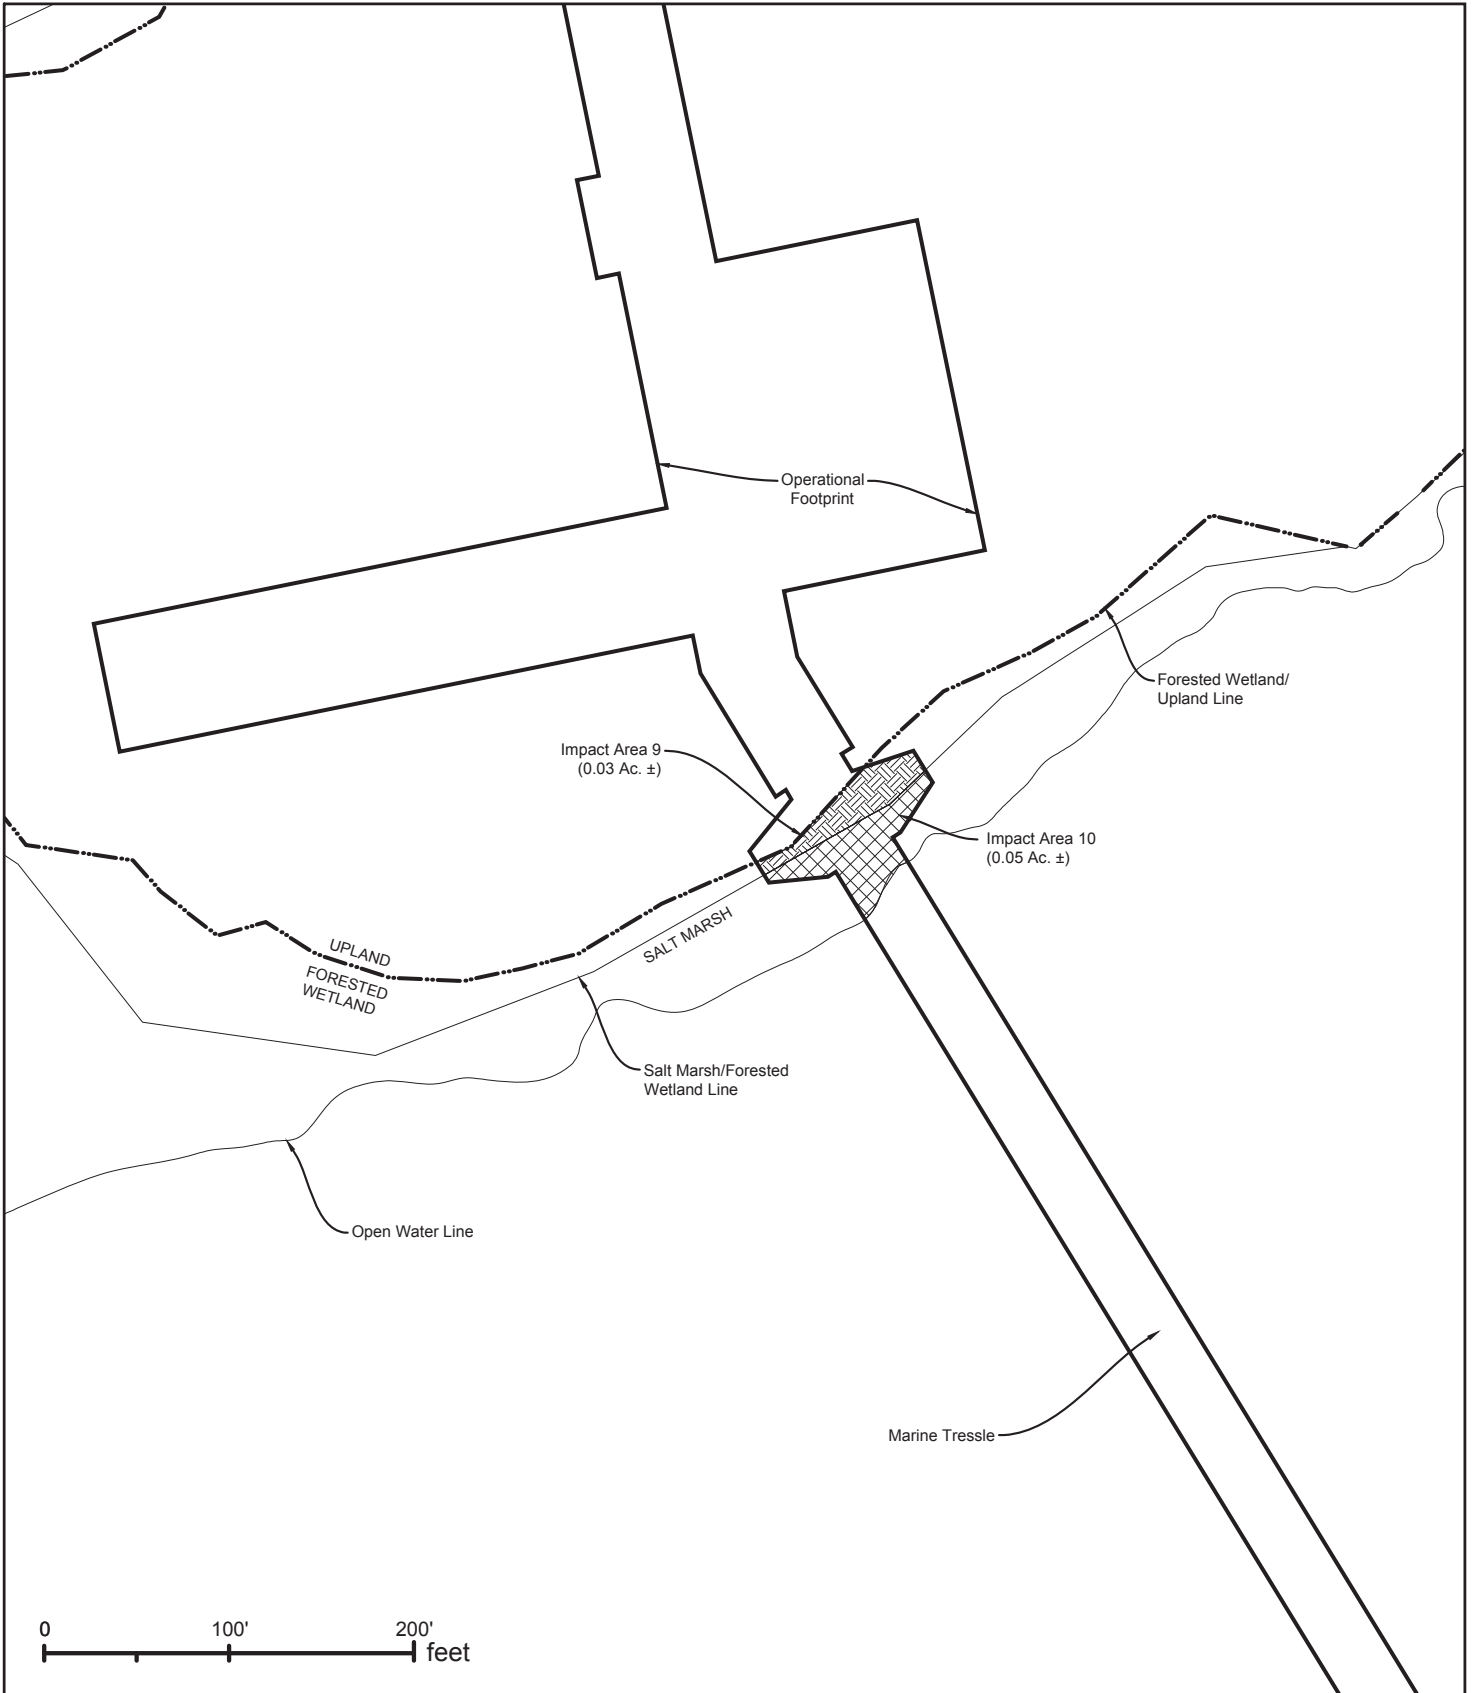 Operational
Footprint
Forested Wetland/
Upland Line
Impact Area 9
(0.03 Ac. ±)
Impact Area 10
(0.05 Ac. ±)
SALT MARSH
UPLAND
FORESTED
WETLAND
Salt Marsh/Forested
Wetland Line
Open Water Line
Marine Tressle
0 100' 200'
feet